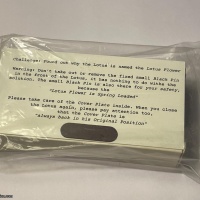 Challenge: Found out why the Lotus is named the Lotus Flower
Warning: Don't take out or remove the fixed small Black Pin
in the front of the Lotus, it has nothing to do with the
solution. The small Black Pin is also there for your safety,
because the
"Lotus Flower is Spring Loaded"
Please take care of the Cover Plate inside. When you close
the Lotus again, please pay attention too,
that the Cover Plate is
"always Back in his Original Position"